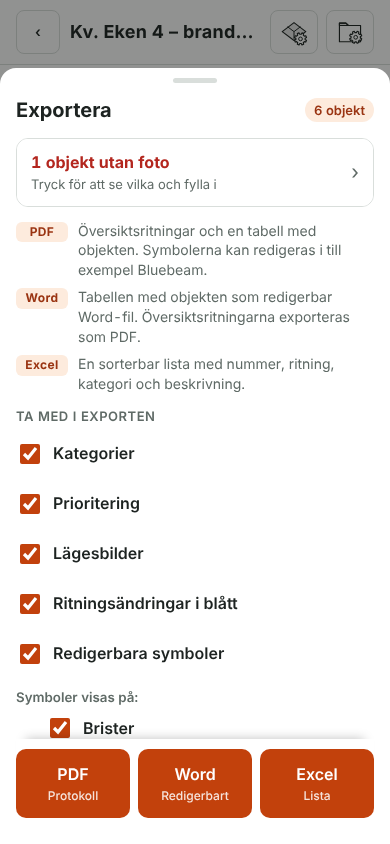 ‹ Kv. Eken 4 – brand…
Exportera
6 objekt
1 objekt utan foto
Tryck för att se vilka och fylla i
›
PDF
Översiktsritningar och en tabell med
objekten. Symbolerna kan redigeras i till
exempel Bluebeam.
Word
Tabellen med objekten som redigerbar
Word-fil. Översiktsritningarna exporteras
som PDF.
Excel
En sorterbar lista med nummer, ritning,
kategori och beskrivning.
TA MED I EXPORTEN
Kategorier
Prioritering
Lägesbilder
Ritningsändringar i blått
Redigerbara symboler
Symboler visas på:
Brister
PDF
Protokoll
Word
Redigerbart
Excel
Lista